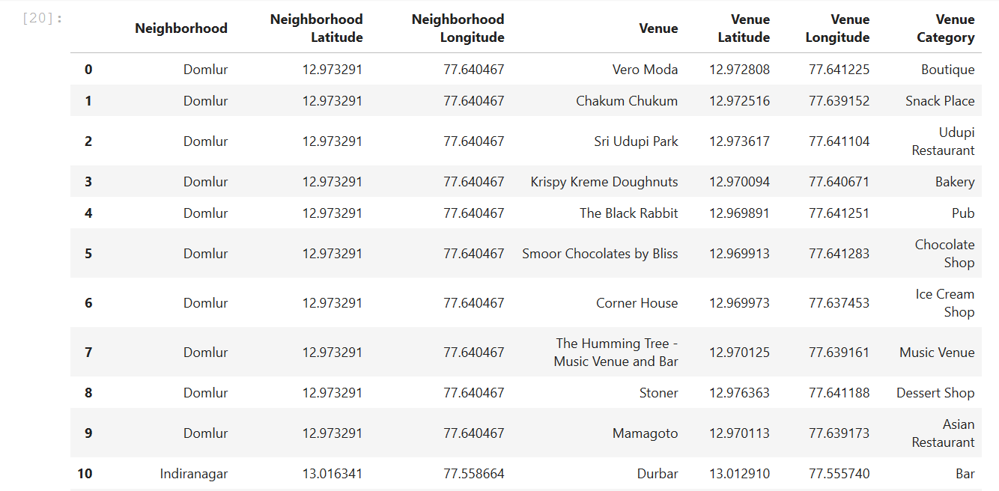 [20]:
Neighborhood Neighborhood Latitude Neighborhood Longitude Venue Venue Latitude Venue Longitude Venue Category
0 Domlur 12.973291 77.640467 Vero Moda 12.972808 77.641225 Boutique
1 Domlur 12.973291 77.640467 Chakum Chukum 12.972516 77.639152 Snack Place
2 Domlur 12.973291 77.640467 Sri Udupi Park 12.973617 77.641104 Udupi Restaurant
3 Domlur 12.973291 77.640467 Krispy Kreme Doughnuts 12.970094 77.640671 Bakery
4 Domlur 12.973291 77.640467 The Black Rabbit 12.969891 77.641251 Pub
5 Domlur 12.973291 77.640467 Smoor Chocolates by Bliss 12.969913 77.641283 Chocolate Shop
6 Domlur 12.973291 77.640467 Corner House 12.969973 77.637453 Ice Cream Shop
7 Domlur 12.973291 77.640467 The Humming Tree - Music Venue and Bar 12.970125 77.639161 Music Venue
8 Domlur 12.973291 77.640467 Stoner 12.976363 77.641188 Dessert Shop
9 Domlur 12.973291 77.640467 Mamagoto 12.970113 77.639173 Asian Restaurant
10 Indiranagar 13.016341 77.558664 Durbar 13.012910 77.555740 Bar